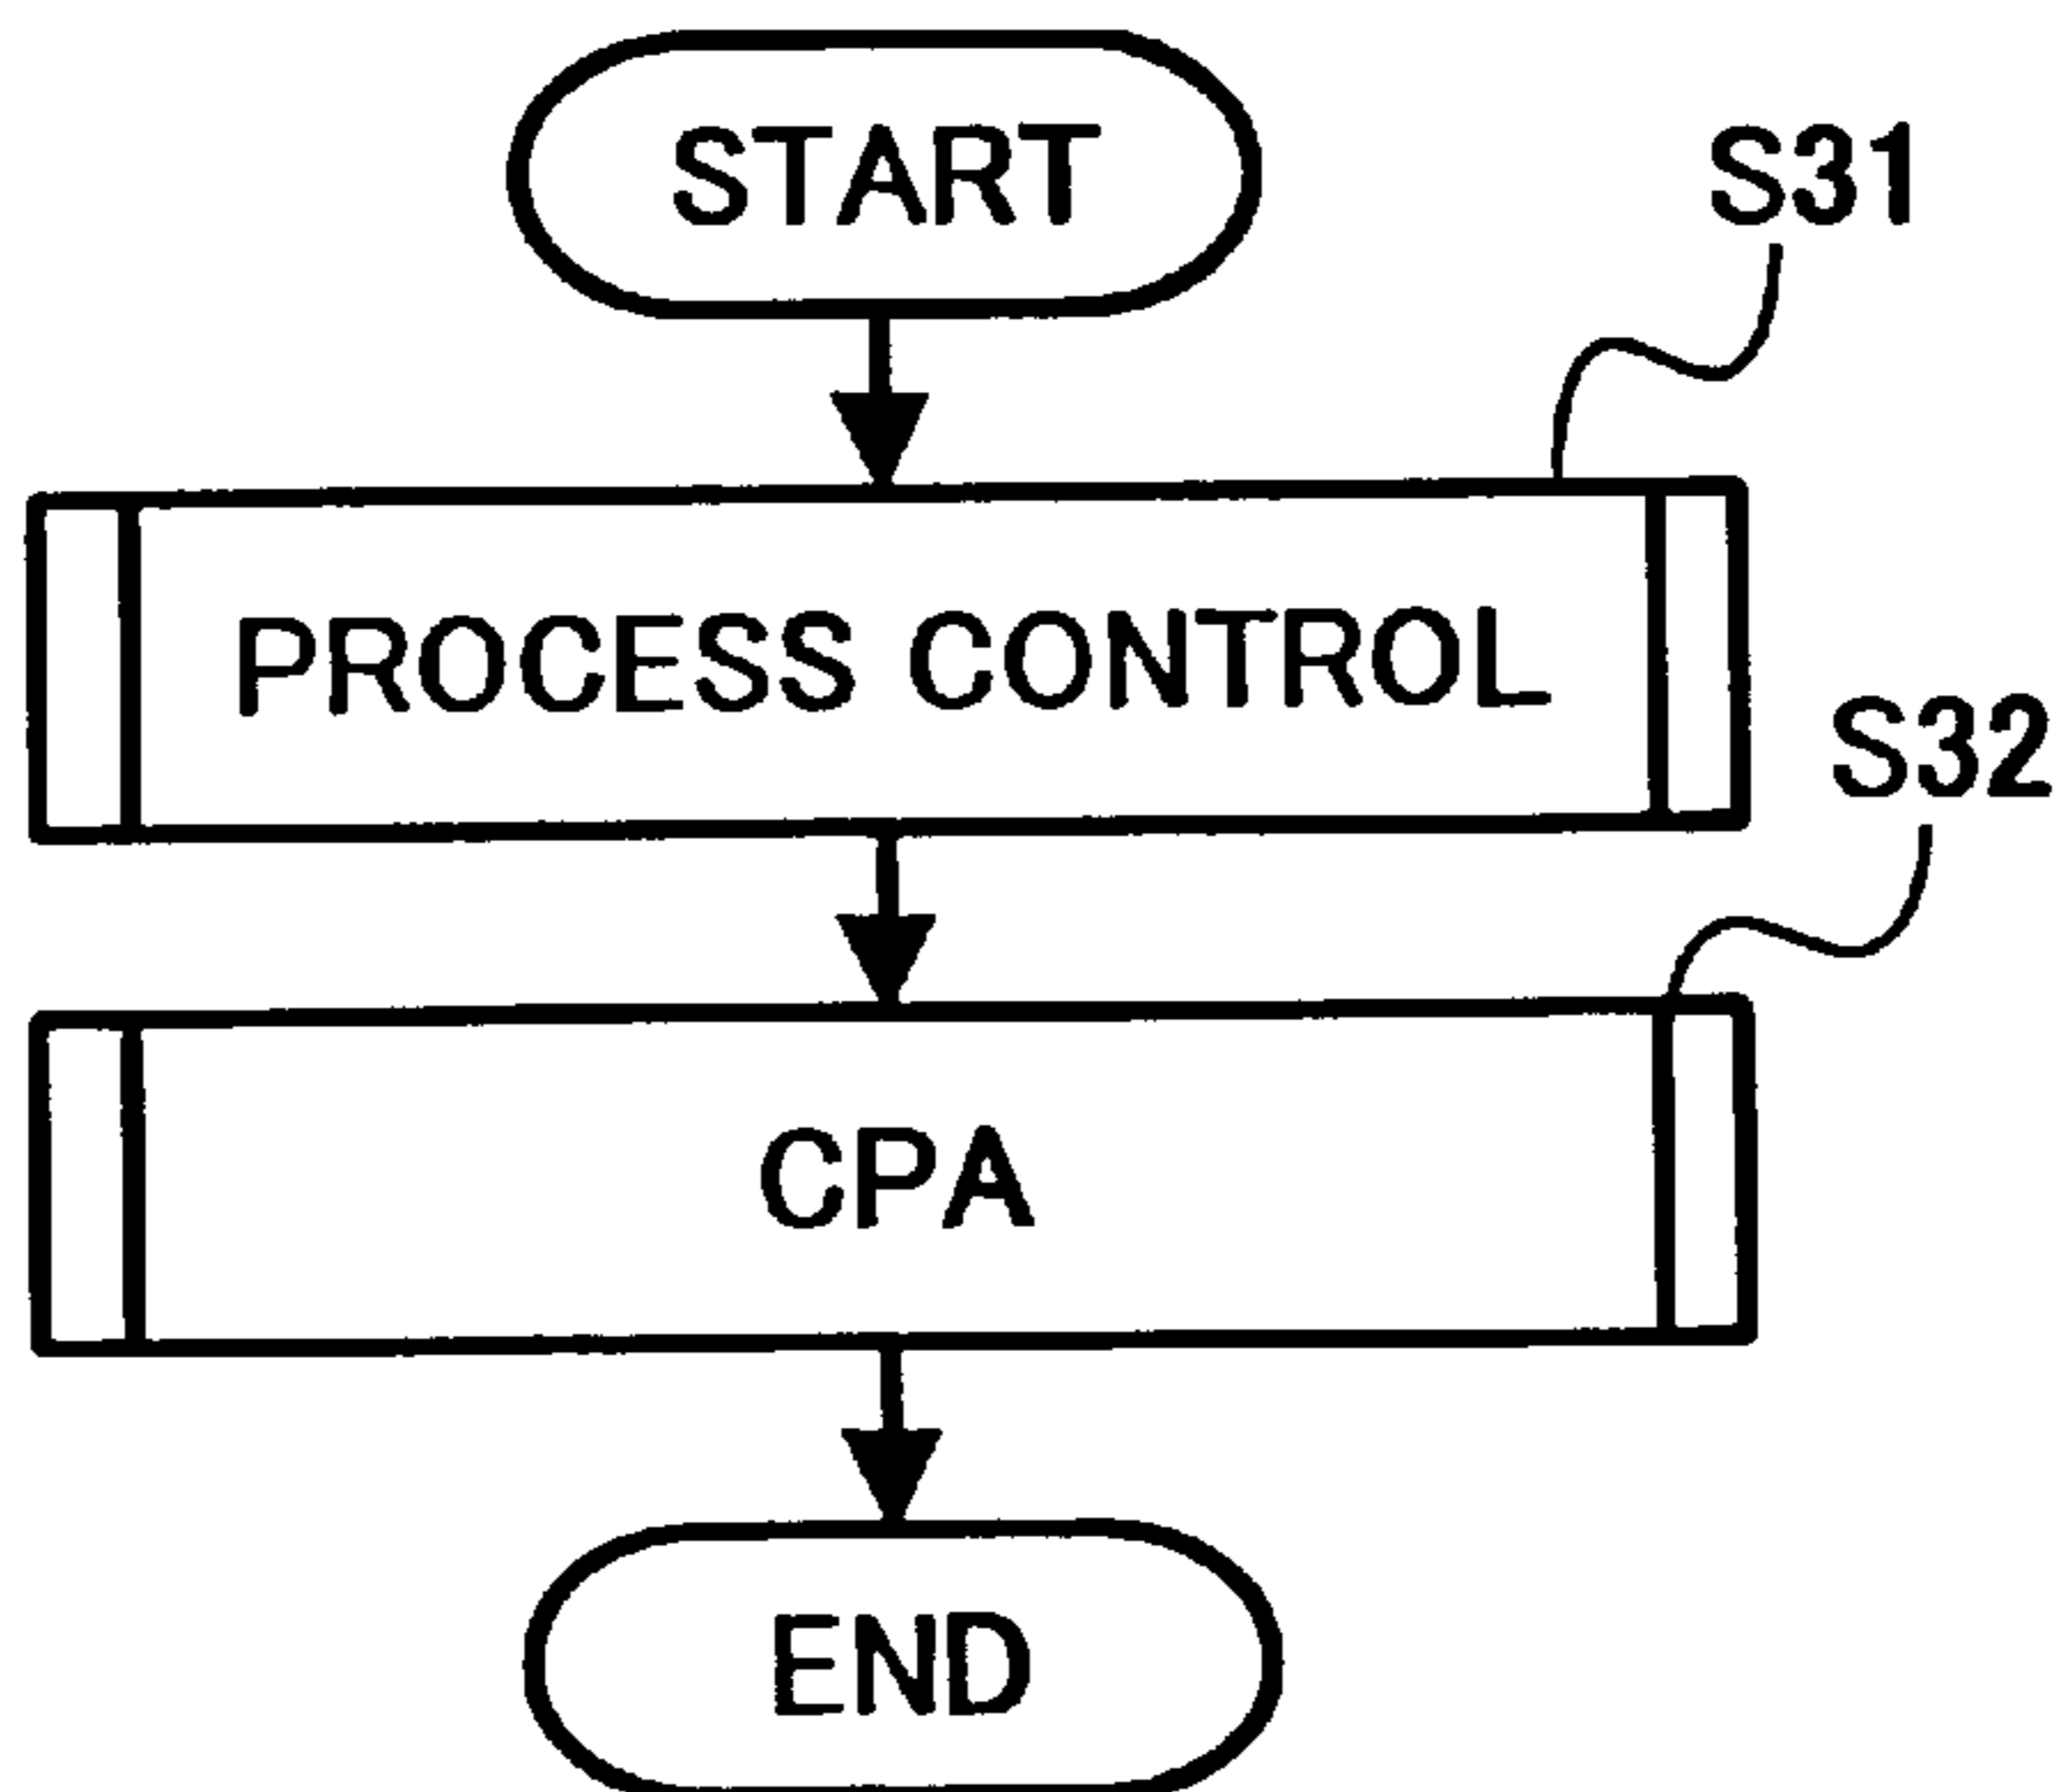 START
S31
PROCESS CONTROL
S32
CPA
END